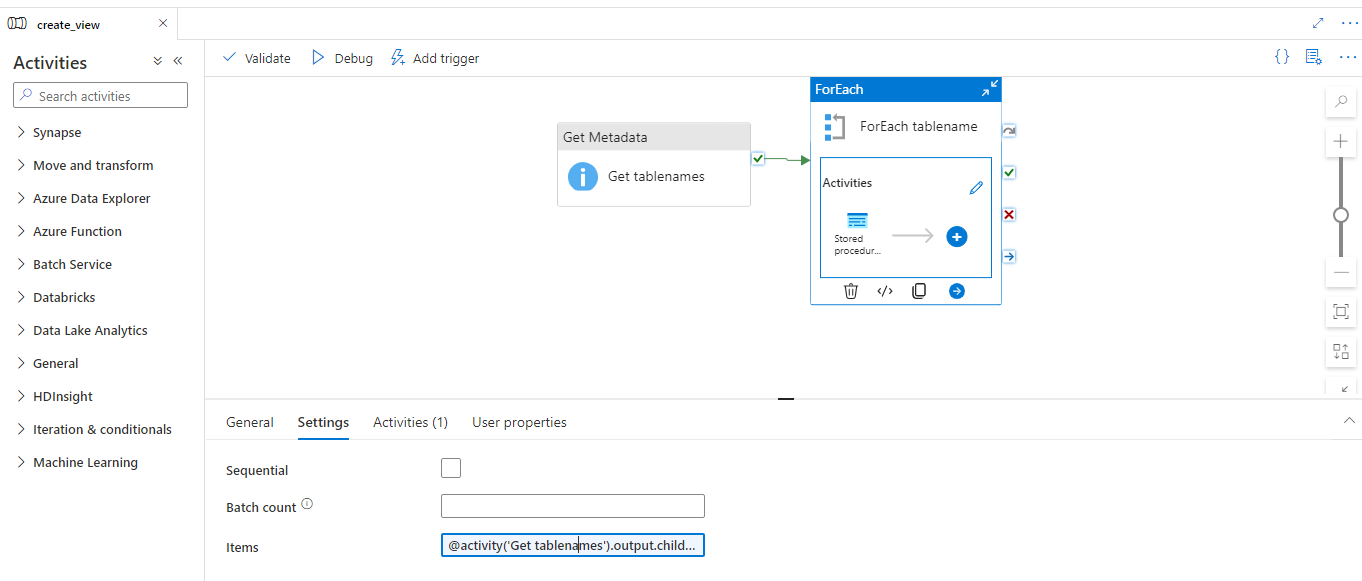 create_view
Activities
Search activities
Synapse
Move and transform
Azure Data Explorer
Azure Function
Batch Service
Databricks
Data Lake Analytics
General
HDInsight
Iteration & conditionals
Machine Learning
Validate
Debug
Add trigger
Get Metadata
Get tablenames
ForEach
ForEach tablename
Activities
Stored
procedur...
General
Settings
Activities (1)
User properties
Sequential
Batch count
Items
@activity('Get tablenames').output.child...